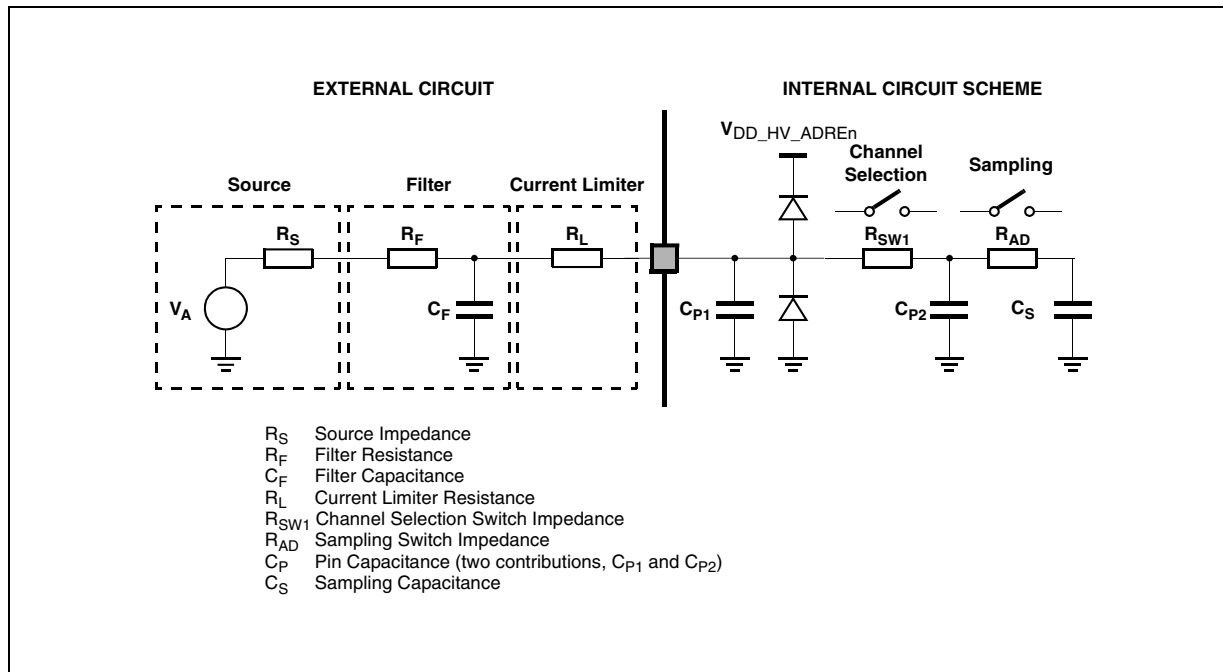 EXTERNAL CIRCUIT
INTERNAL CIRCUIT SCHEME
VDD_HV_ADREn
Channel
Selection
Sampling
Source
Filter
Current Limiter
RS
RF
RL
RSW1
RAD
VA
CF
CP1
CP2
CS
RS Source Impedance
RF Filter Resistance
CF Filter Capacitance
RL Current Limiter Resistance
RSW1 Channel Selection Switch Impedance
RAD Sampling Switch Impedance
CP Pin Capacitance (two contributions, CP1 and CP2)
CS Sampling Capacitance